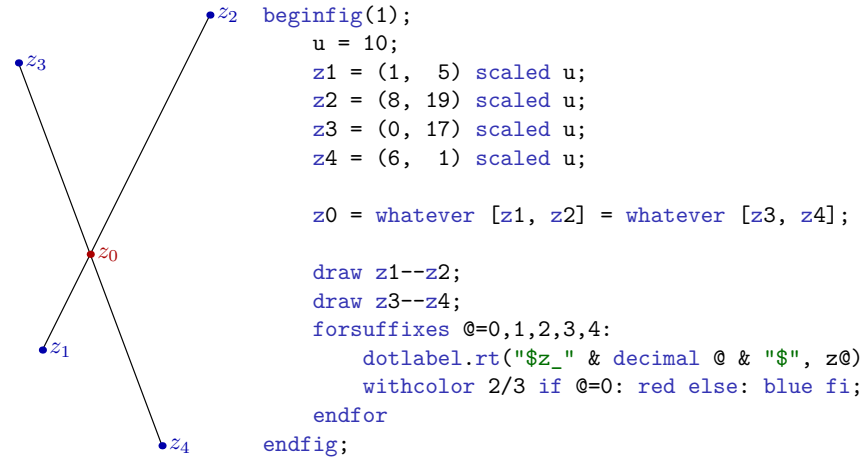 z2
z3
z0
z1
z4
beginfig(1);
    u = 10;
    z1 = (1,  5) scaled u;
    z2 = (8, 19) scaled u;
    z3 = (0, 17) scaled u;
    z4 = (6,  1) scaled u;

    z0 = whatever [z1, z2] = whatever [z3, z4];

    draw z1--z2;
    draw z3--z4;
    forsuffixes @=0,1,2,3,4:
        dotlabel.rt("$z_" & decimal @ & "$", z@)
        withcolor 2/3 if @=0: red else: blue fi;
    endfor
endfig;